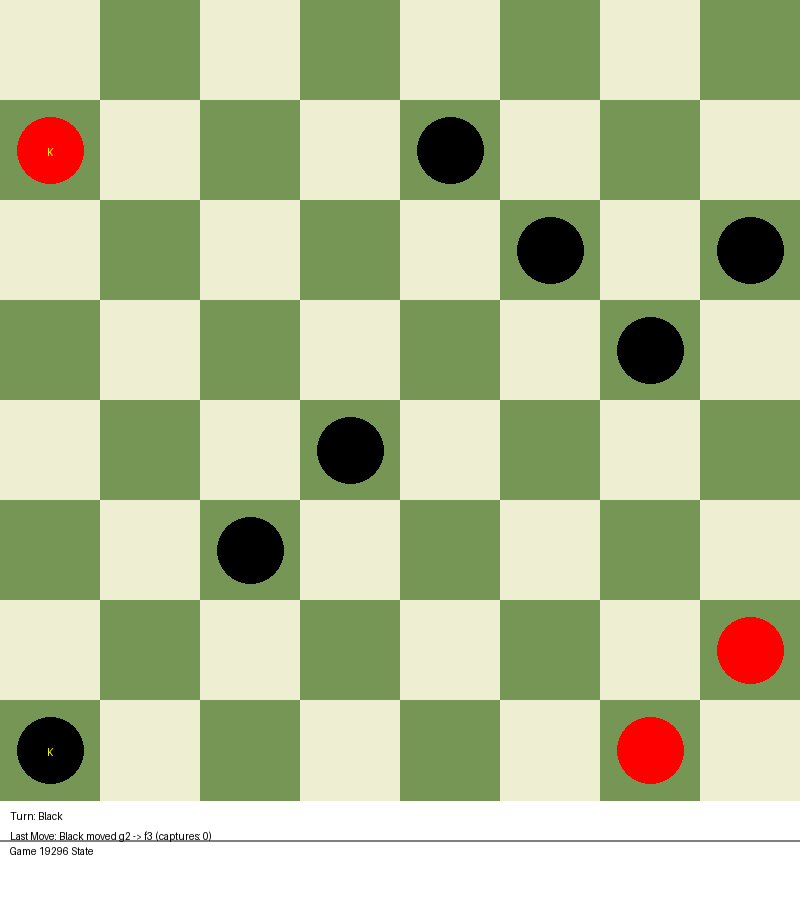 K
K
Turn: Black
Last Move: Black moved g2 -> f3 (captures: 0)
Game 19296 State